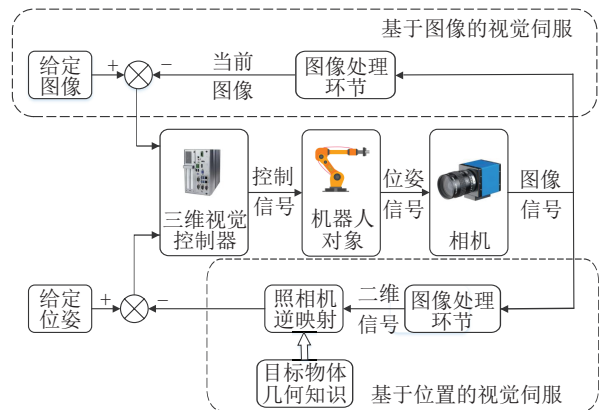 基于图像的视觉伺服
给定
图像
+
−
当前
图像
图像处理
环节
三维视觉
控制器
控制
信号
机器人
对象
位姿
信号
相机
图像
信号
给定
位姿
+
−
照相机
逆映射
二维
信号
图像处理
环节
目标物体
几何知识
基于位置的视觉伺服